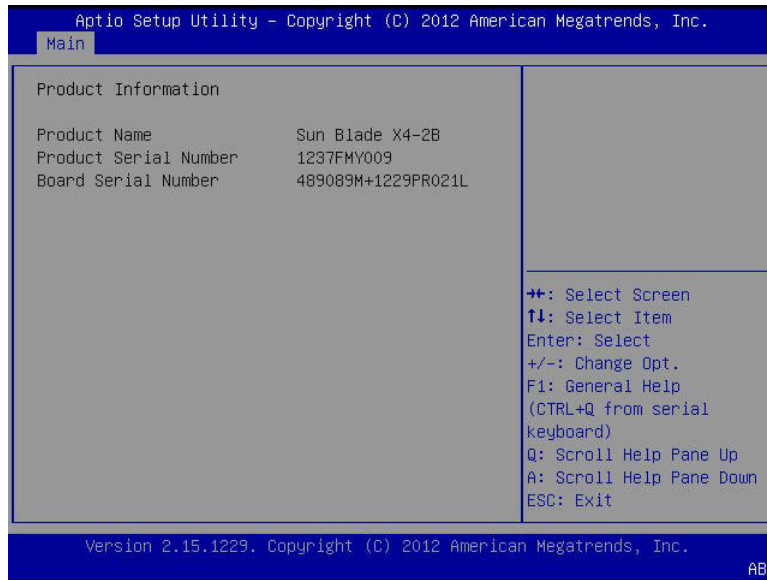 Aptio Setup Utility – Copyright (C) 2012 American Megatrends, Inc.
Main
Product Information
Product Name Sun Blade X4-2B
Product Serial Number 1237FMY009
Board Serial Number 489089M+1229PR021L
→←: Select Screen
↑↓: Select Item
Enter: Select
+/-: Change Opt.
F1: General Help
(CTRL+Q from serial
keyboard)
Q: Scroll Help Pane Up
A: Scroll Help Pane Down
ESC: Exit
Version 2.15.1229. Copyright (C) 2012 American Megatrends, Inc.
AB